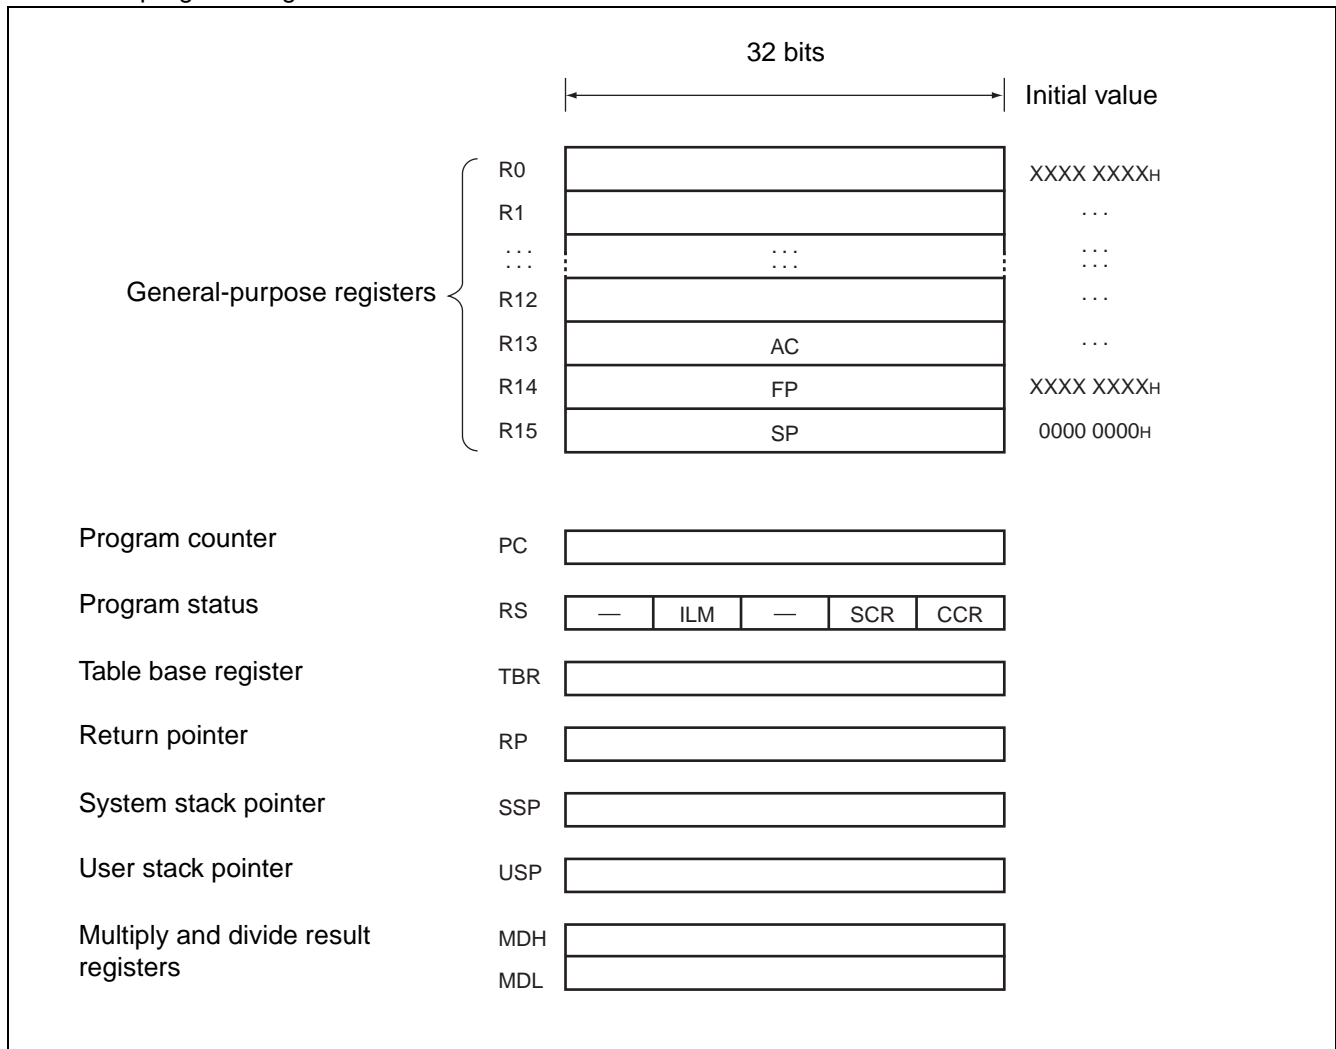 32 bits
Initial value
R0 XXXX XXXXH
R1 ...
... ... ...
... ... ...
General-purpose registers
R12 ...
R13 AC ...
R14 FP XXXX XXXXH
R15 SP 0000 0000H
Program counter PC
Program status RS — ILM — SCR CCR
Table base register TBR
Return pointer RP
System stack pointer SSP
User stack pointer USP
Multiply and divide result
registers
MDH
MDL